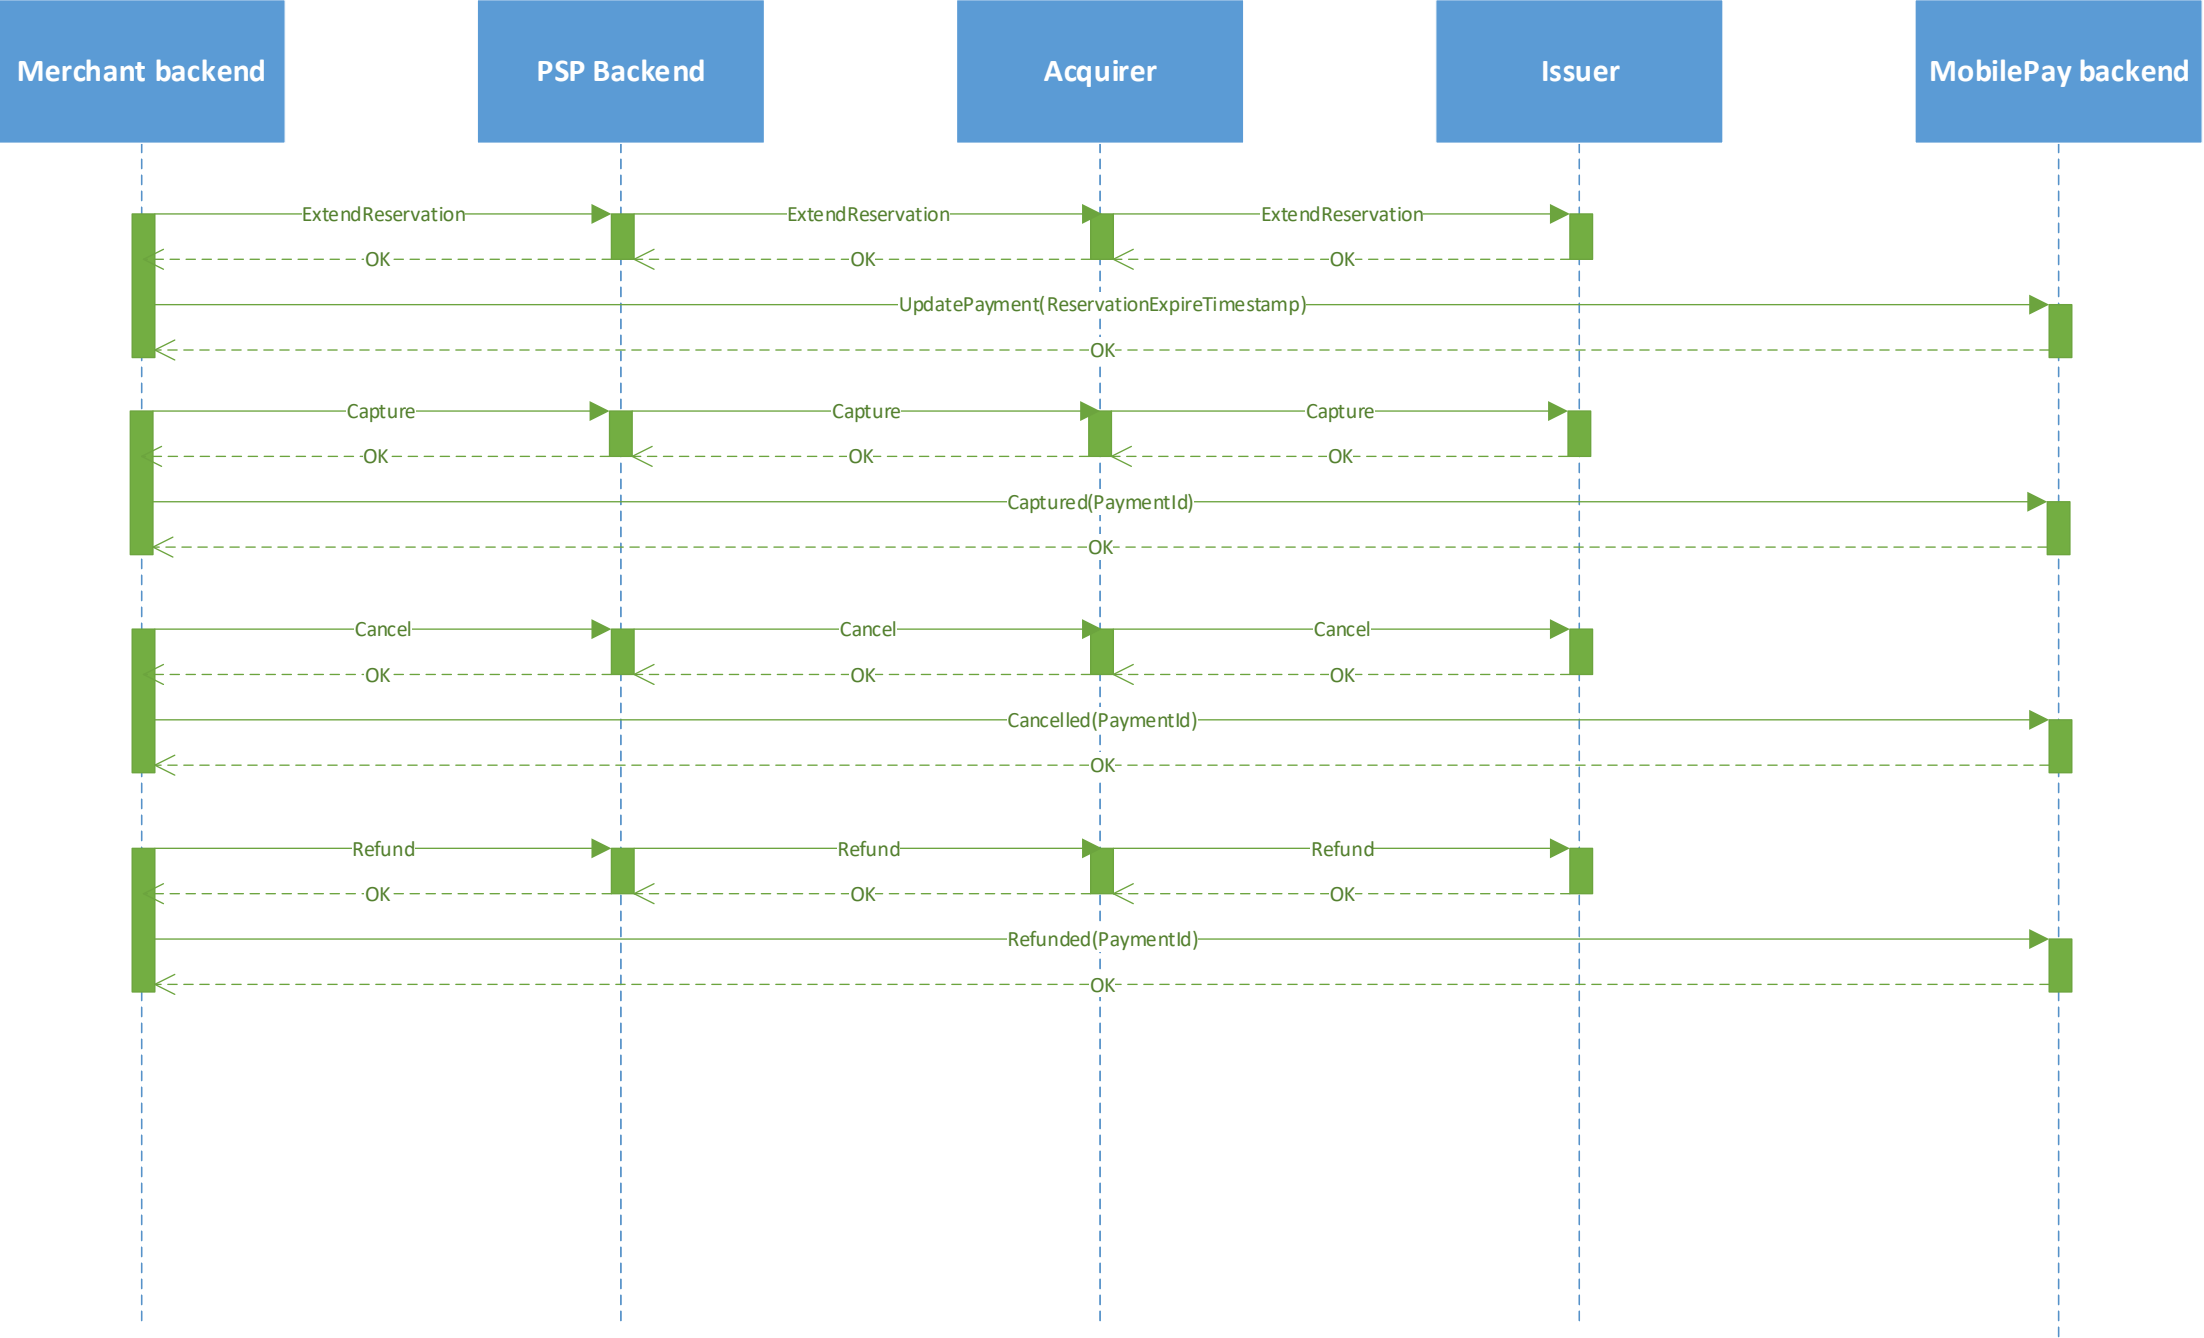 Merchant backend
PSP Backend
Acquirer
Issuer
MobilePay backend
ExtendReservation
ExtendReservation
ExtendReservation
OK
OK
OK
UpdatePayment(ReservationExpireTimestamp)
OK
Capture
Capture
Capture
OK
OK
OK
Captured(PaymentId)
OK
Cancel
Cancel
Cancel
OK
OK
OK
Cancelled(PaymentId)
OK
Refund
Refund
Refund
OK
OK
OK
Refunded(PaymentId)
OK